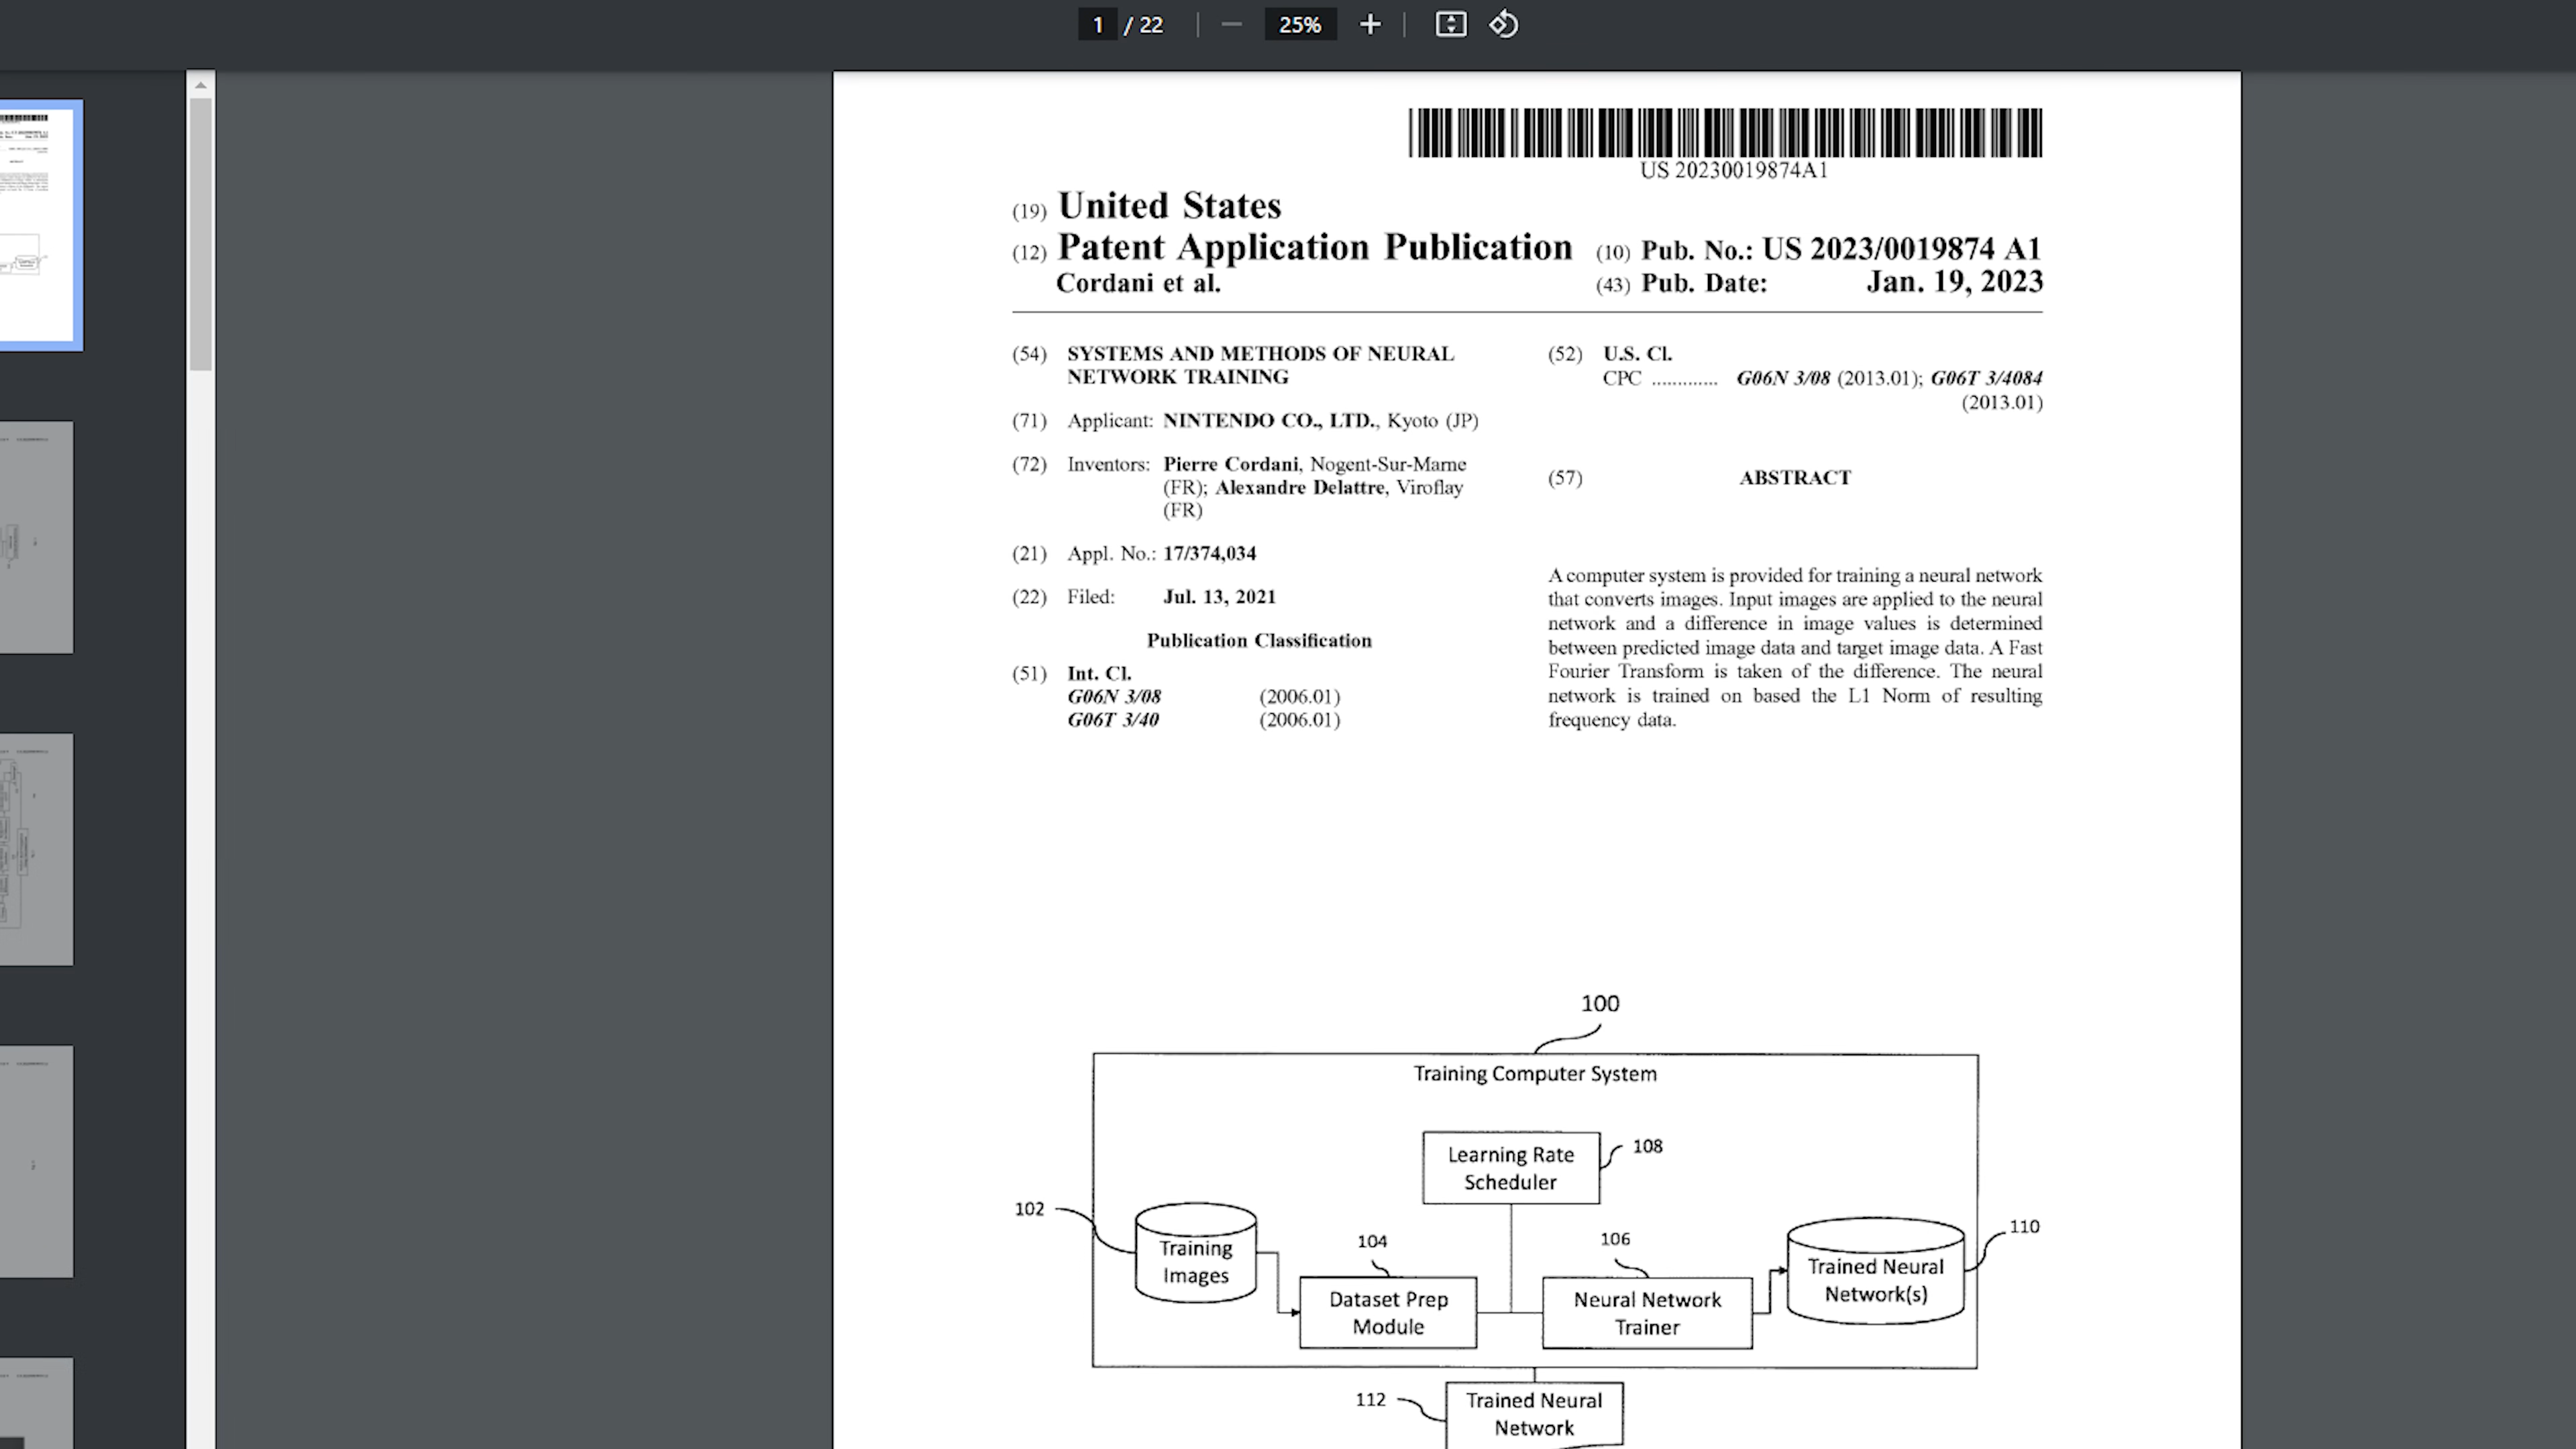 1 / 22
25%
US 20230019874A1
(19) United States
(12) Patent Application Publication
Cordani et al.
(10) Pub. No.: US 2023/0019874 A1
(43) Pub. Date: Jan. 19, 2023
(54) SYSTEMS AND METHODS OF NEURAL
NETWORK TRAINING
(71) Applicant: NINTENDO CO., LTD., Kyoto (JP)
(72) Inventors: Pierre Cordani, Nogent-Sur-Marne
(FR); Alexandre Delattre, Viroflay
(FR)
(21) Appl. No.: 17/374,034
(22) Filed: Jul. 13, 2021
Publication Classification
(51) Int. Cl.
G06N 3/08 (2006.01)
G06T 3/40 (2006.01)
(52) U.S. Cl.
CPC ............. G06N 3/08 (2013.01); G06T 3/4084
(2013.01)
(57) ABSTRACT
A computer system is provided for training a neural network
that converts images. Input images are applied to the neural
network and a difference in image values is determined
between predicted image data and target image data. A Fast
Fourier Transform is taken of the difference. The neural
network is trained on based the L1 Norm of resulting
frequency data.
100
Training Computer System
Learning Rate
Scheduler
108
102
Training
Images
104
Dataset Prep
Module
106
Neural Network
Trainer
110
Trained Neural
Network(s)
112
Trained Neural
Network